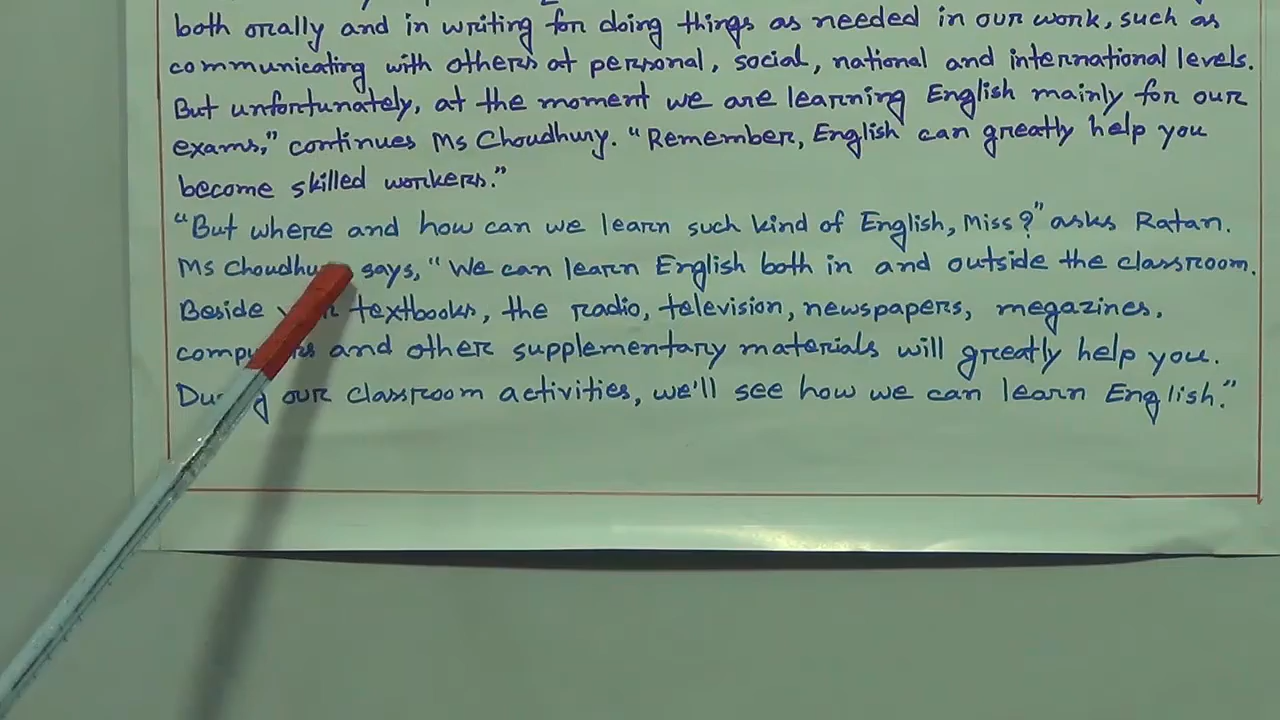 both orally and in writing for doing things as needed in our work, such as
communicating with others at personal, social, national and international levels.
But unfortunately, at the moment we are learning English mainly for our
exams," continues Ms Choudhury. "Remember, English can greatly help you
become skilled workers."
"But where and how can we learn such kind of English, Miss?" asks Ratan.
Ms Choudhury says, "We can learn English both in and outside the classroom.
Beside textbooks, the radio, television, newspapers, megazines,
and other supplementary materials will greatly help you.
our classroom activities, we'll see how we can learn English."